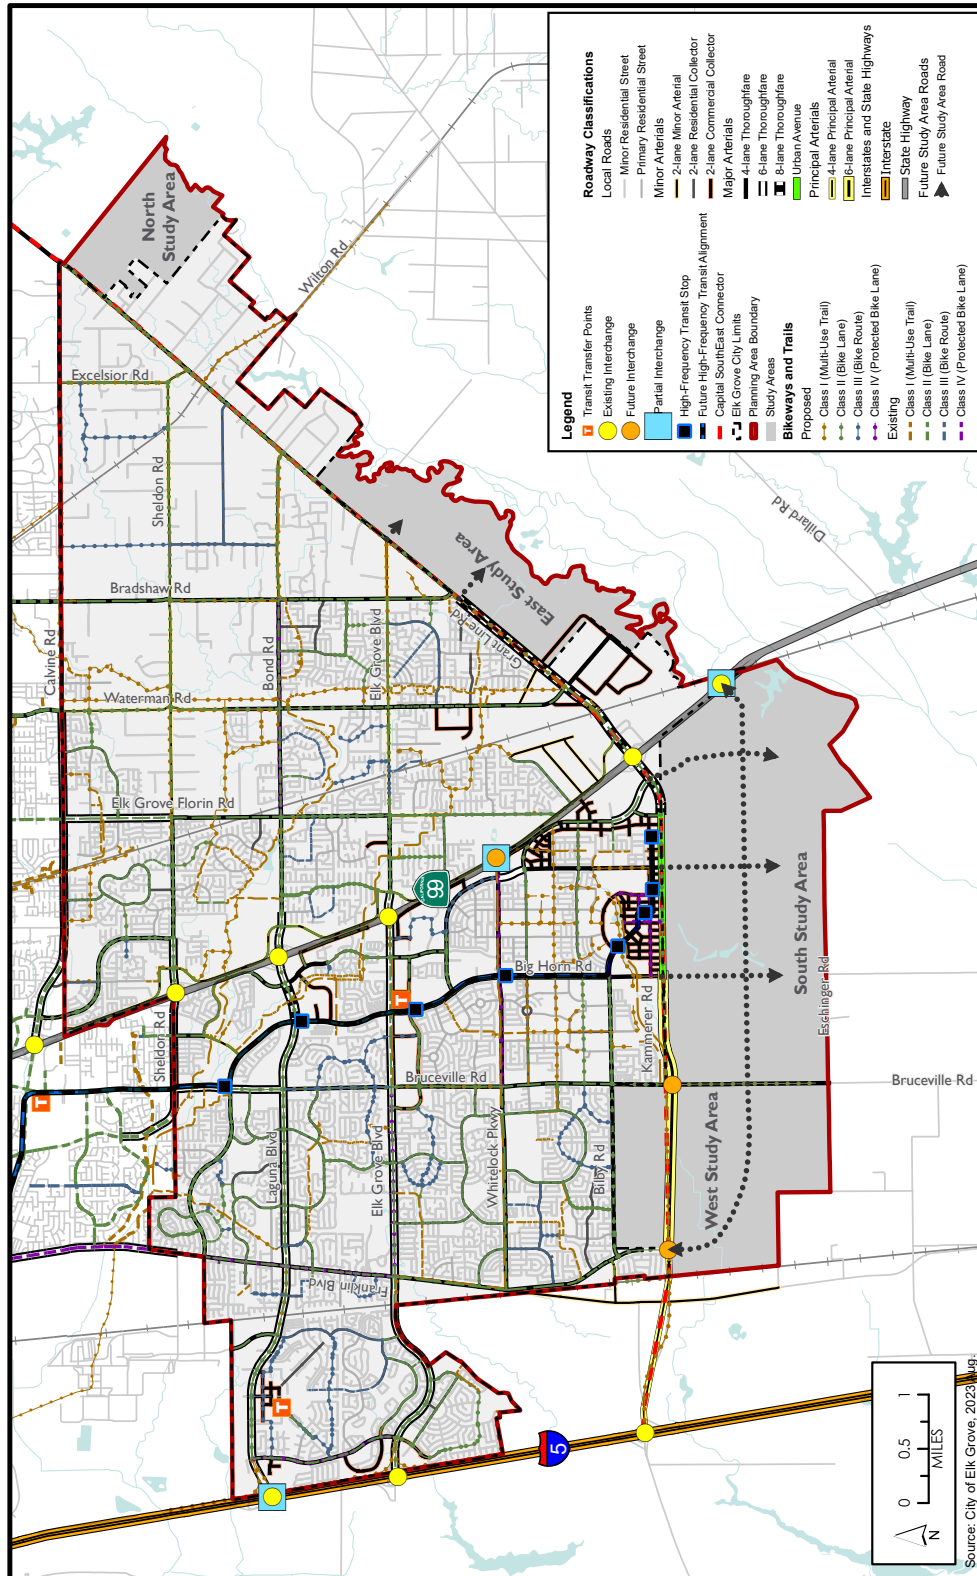 North
Study Area
Wilton Rd
Excelsior Rd
Sheldon Rd
Bradshaw Rd
Calvine Rd
Bond Rd
Elk Grove Blvd
Waterman Rd
Grant Line Rd
East Study Area
Dillard Rd
Elk Grove Florin Rd
CALIFORNIA
99
Big Horn Rd
Sheldon Rd
Bruceville Rd
Kammerer Rd
South Study Area
Eschinger Rd
Bruceville Rd
Laguna Blvd
Elk Grove Blvd
Whitelock Pkwy
Bilby Rd
West Study Area
Franklin Blvd
5
Legend
T Transit Transfer Points
Existing Interchange
Future Interchange
Partial Interchange
High-Frequency Transit Stop
Future High-Frequency Transit Alignment
Capital SouthEast Connector
Elk Grove City Limits
Planning Area Boundary
Study Areas
Bikeways and Trails
Proposed
Class I (Multi-Use Trail)
Class II (Bike Lane)
Class III (Bike Route)
Class IV (Protected Bike Lane)
Existing
Class I (Multi-Use Trail)
Class II (Bike Lane)
Class III (Bike Route)
Class IV (Protected Bike Lane)
Roadway Classifications
Local Roads
Minor Residential Street
Primary Residential Street
Minor Arterials
2-lane Minor Arterial
2-lane Residential Collector
2-lane Commercial Collector
Major Arterials
4-lane Thoroughfare
6-lane Thoroughfare
8-lane Thoroughfare
Urban Avenue
Principal Arterials
4-lane Principal Arterial
6-lane Principal Arterial
Interstates and State Highways
Interstate
State Highway
Future Study Area Roads
Future Study Area Road
T
T
T
N
0 0.5 1
MILES
Source: City of Elk Grove, 2023 Aug.